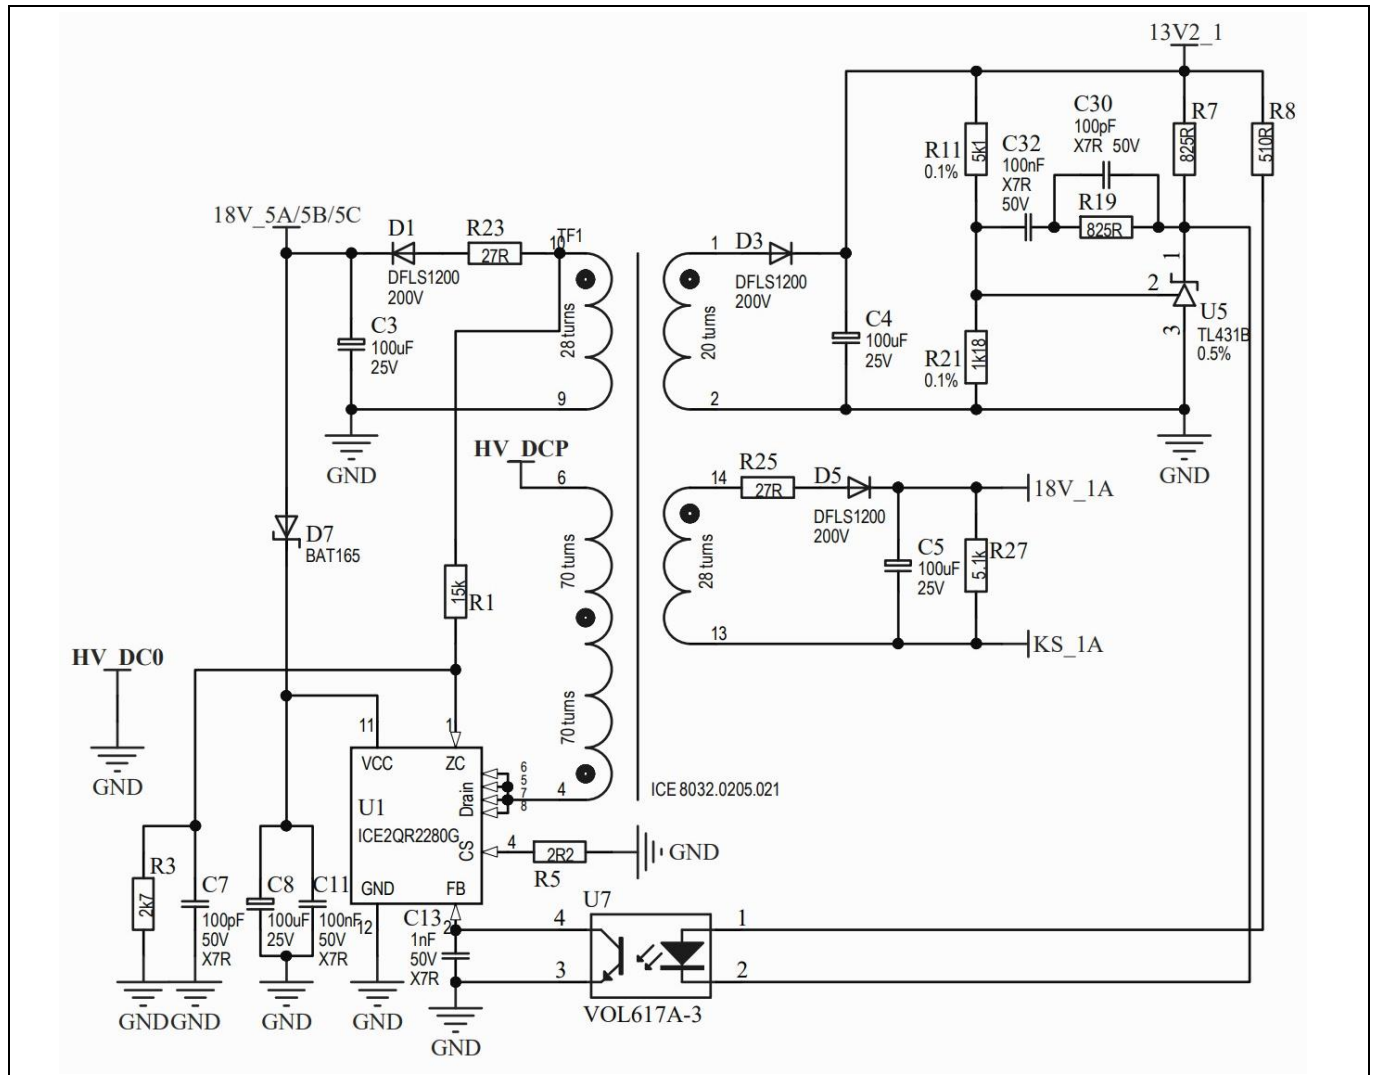 13V2_1
C30
100pF
X7R 50V
R7
825R
R8
510R
R11
0.1%
5k1
C32
100nF
X7R
50V
R19
825R
18V_5A/5B/5C
D1
DFLS1200
200V
R23
27R
10
TF1
1
D3
DFLS1200
200V
1
2
3
U5
TL431B
0.5%
C3
100uF
25V
28 turns
20 turns
C4
100uF
25V
R21
0.1%
1k18
9
2
GND
GND
HV_DCP
6
14
R25
27R
D5
DFLS1200
200V
18V_1A
D7
BAT165
70 turns
28 turns
C5
100uF
25V
R27
5.1k
15k
R1
13
KS_1A
HV_DC0
GND
70 turns
11
1
VCC
ZC
Drain
6
5
7
8
4
ICE 8032.0205.021
U1
ICE2QR2280G
CS
4
2R2
R5
GND
GND
FB
12
2
R3
2k7
C7
100pF
50V
X7R
C8
100uF
25V
C11
100nF
50V
X7R
C13
1nF
50V
X7R
U7
4
3
1
2
VOL617A-3
GND
GND
GND
GND
GND